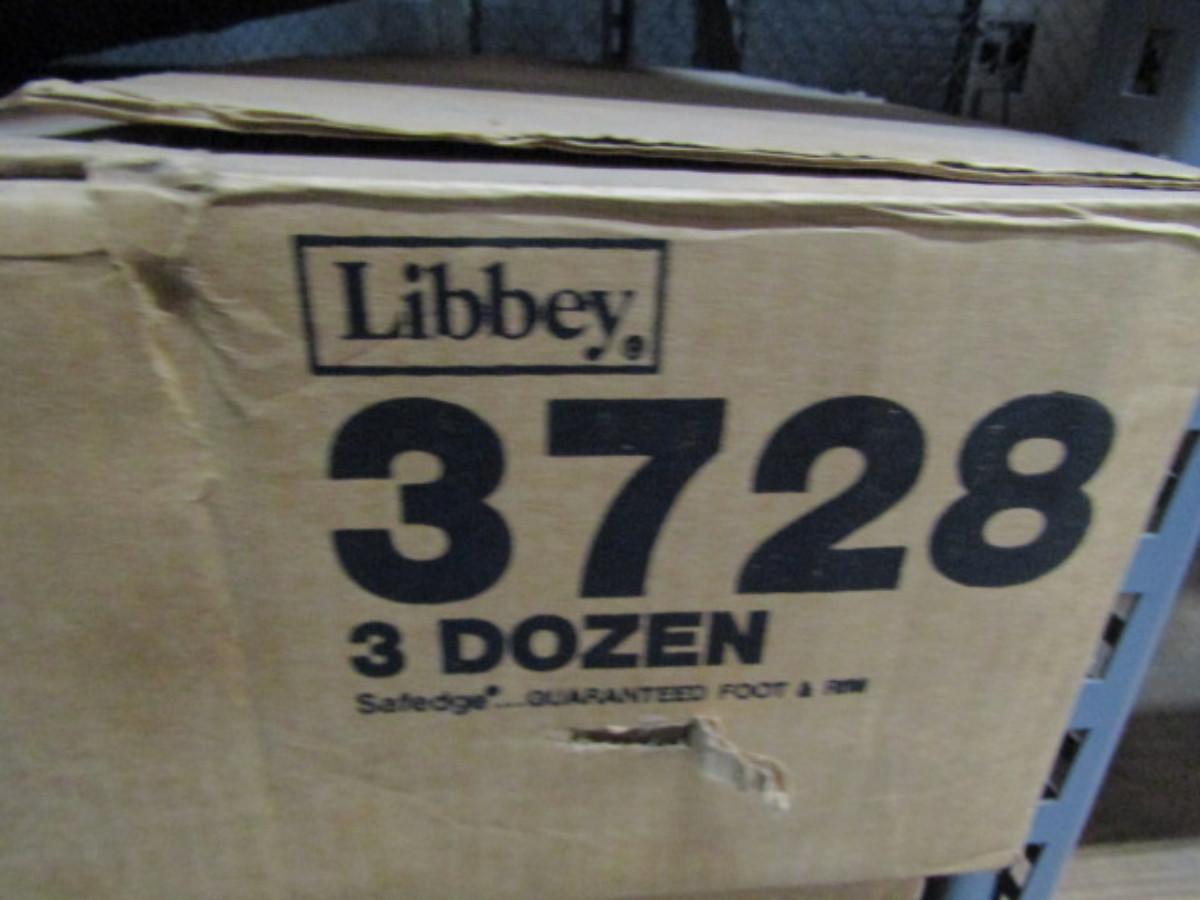 Libbey®
3728
3 DOZEN
Safedge®...GUARANTEED FOOT & RIM